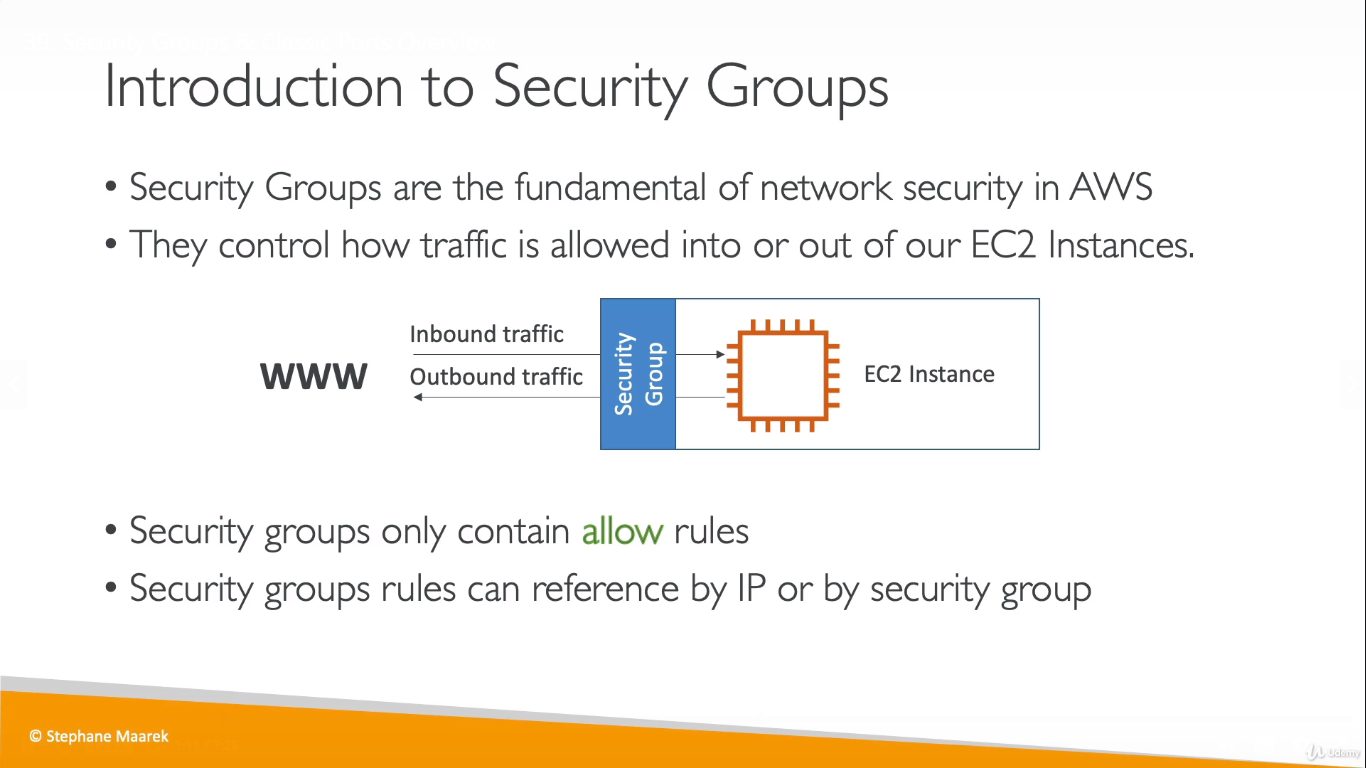 Introduction to Security Groups
• Security Groups are the fundamental of network security in AWS
• They control how traffic is allowed into or out of our EC2 Instances.
WWW
Inbound traffic
Outbound traffic
Security
Group
EC2 Instance
• Security groups only contain allow rules
• Security groups rules can reference by IP or by security group
© Stephane Maarek
Udemy